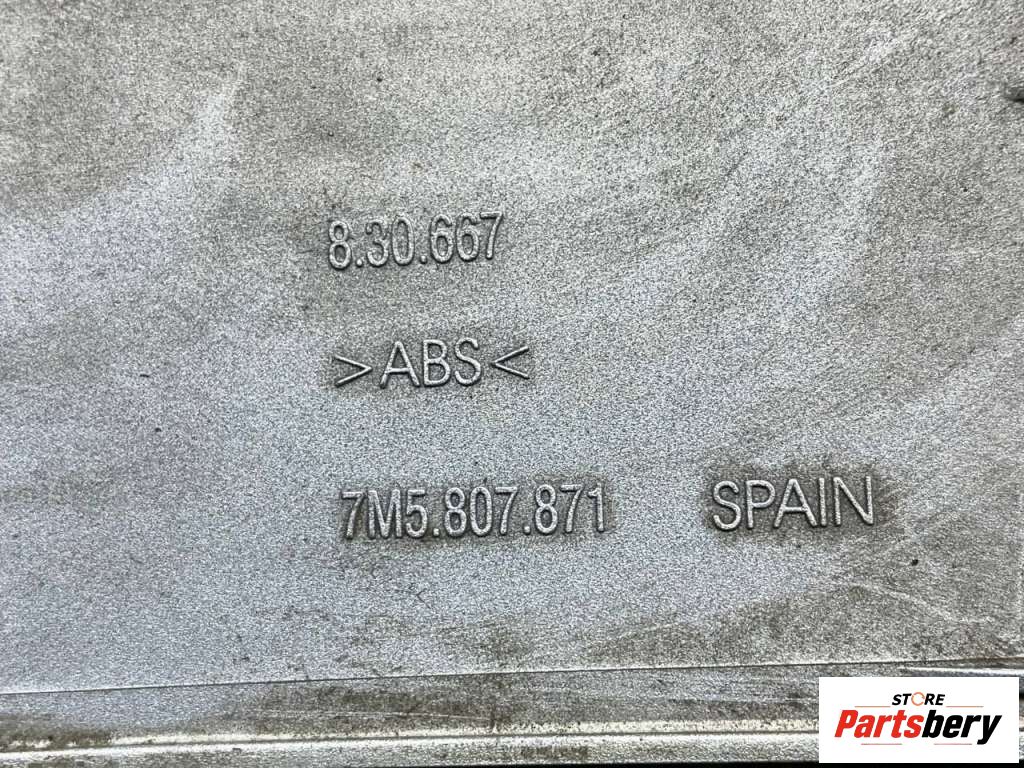 8.30.667
>ABS<
7M5.807.871 SPAIN
STORE
Partsbery